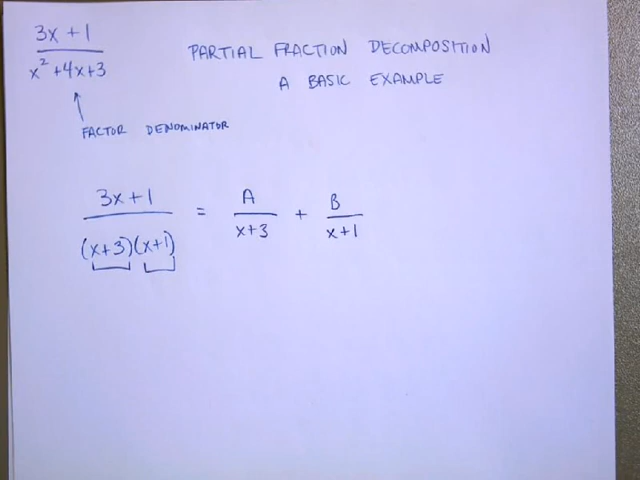 3x + 1
x² + 4x + 3
PARTIAL FRACTION DECOMPOSITION
A BASIC EXAMPLE
FACTOR DENOMINATOR
3x + 1 = A + B
(x+3)(x+1) x+3 x+1